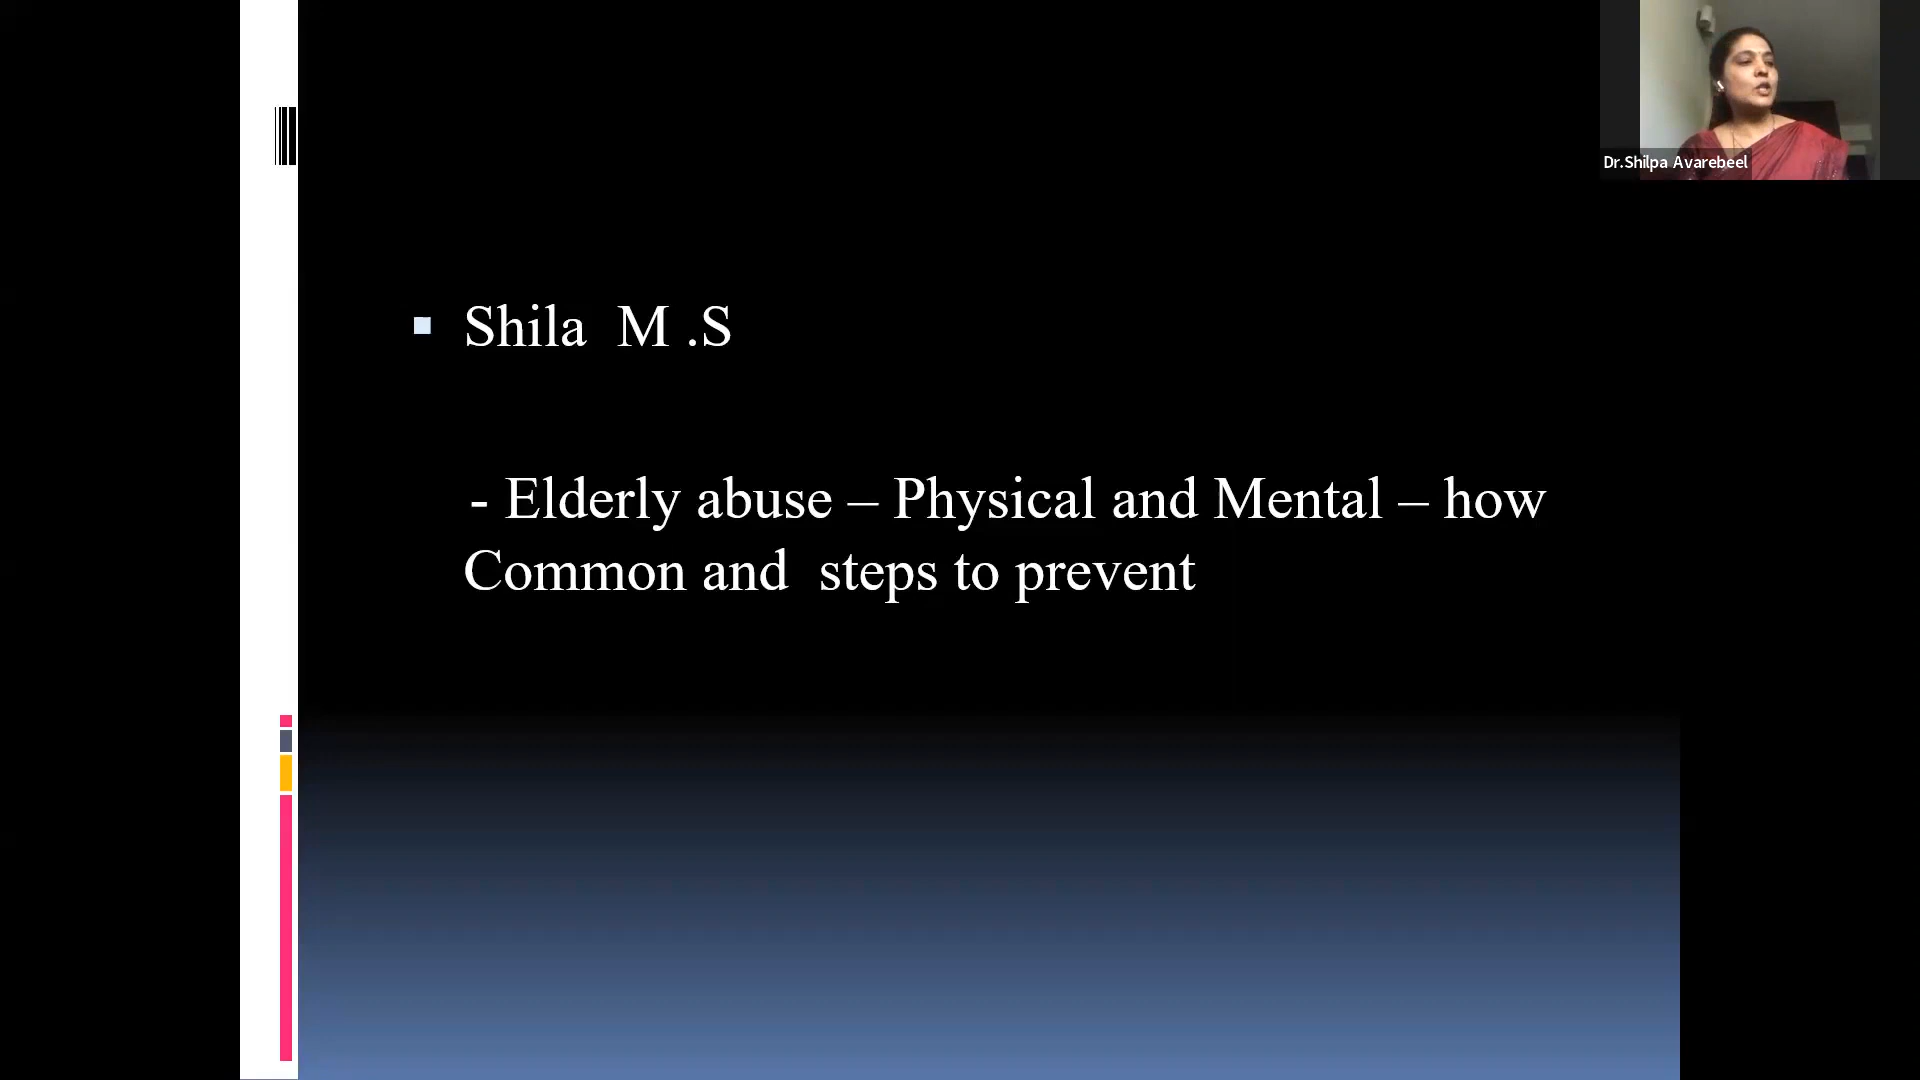 Dr.Shilpa Avarebeel
Shila M .S
- Elderly abuse – Physical and Mental – how
Common and steps to prevent